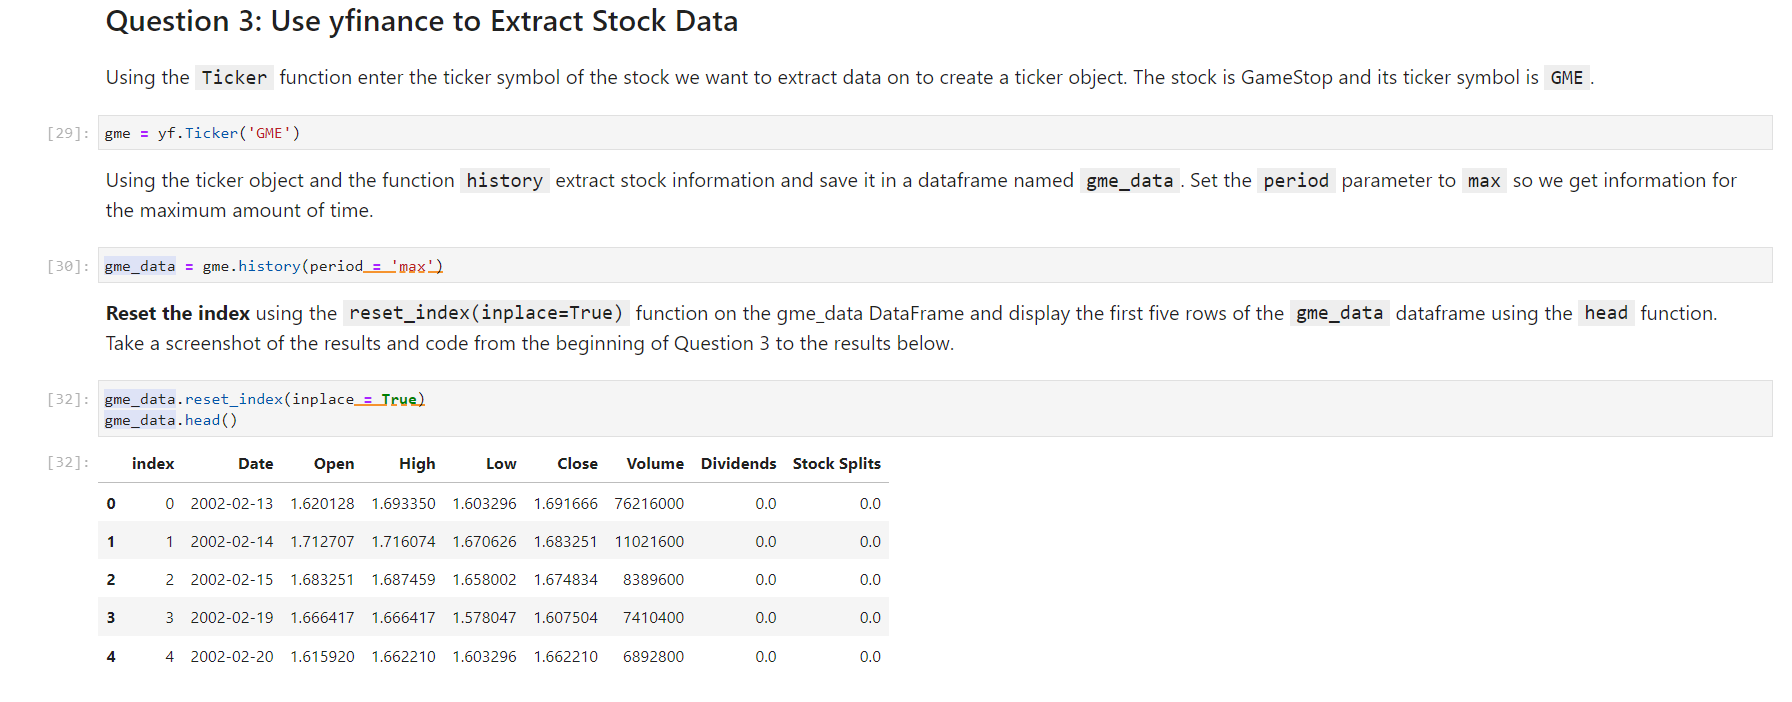 Question 3: Use yfinance to Extract Stock Data
Using the Ticker function enter the ticker symbol of the stock we want to extract data on to create a ticker object. The stock is GameStop and its ticker symbol is GME.
[29]: gme = yf.Ticker('GME')
Using the ticker object and the function history extract stock information and save it in a dataframe named gme_data. Set the period parameter to max so we get information for
the maximum amount of time.
[30]: gme_data = gme.history(period = 'max')
Reset the index using the reset_index(inplace=True) function on the gme_data DataFrame and display the first five rows of the gme_data dataframe using the head function.
Take a screenshot of the results and code from the beginning of Question 3 to the results below.
[32]: gme_data.reset_index(inplace = True)
gme_data.head()
[32]: index Date Open High Low Close Volume Dividends Stock Splits
0 0 2002-02-13 1.620128 1.693350 1.603296 1.691666 76216000 0.0 0.0
1 1 2002-02-14 1.712707 1.716074 1.670626 1.683251 11021600 0.0 0.0
2 2 2002-02-15 1.683251 1.687459 1.658002 1.674834 8389600 0.0 0.0
3 3 2002-02-19 1.666417 1.666417 1.578047 1.607504 7410400 0.0 0.0
4 4 2002-02-20 1.615920 1.662210 1.603296 1.662210 6892800 0.0 0.0